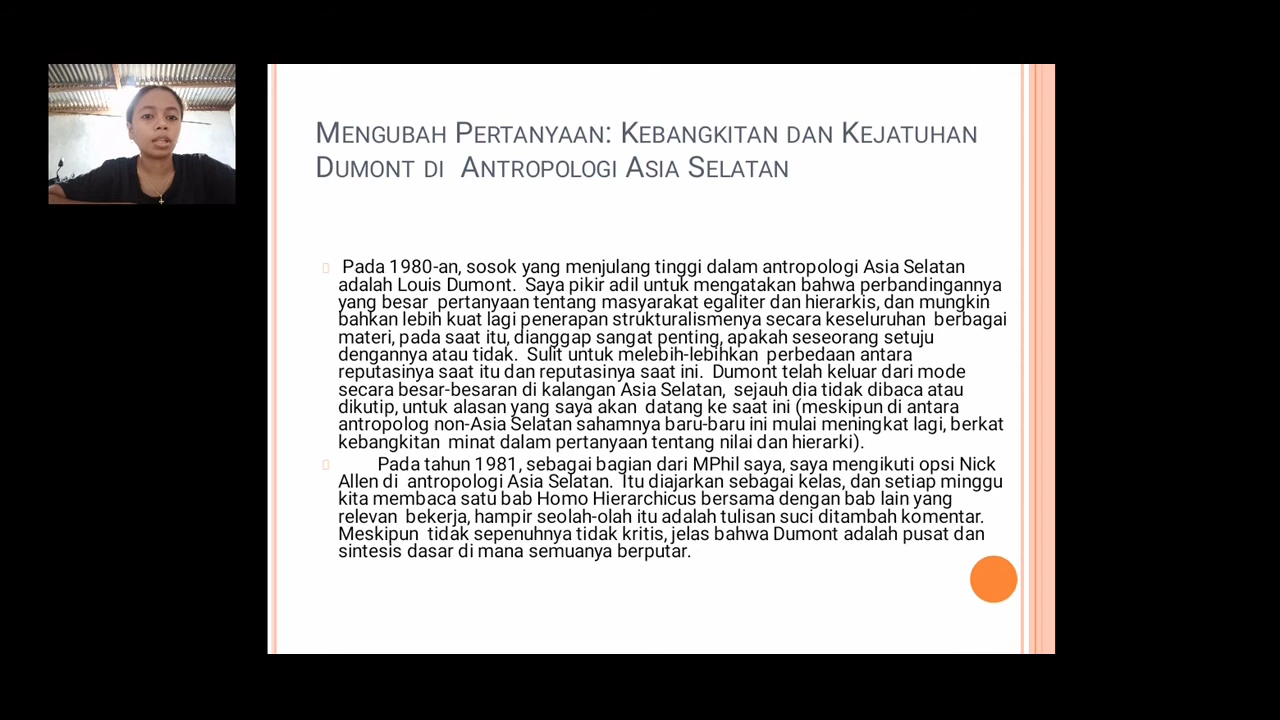 MENGUBAH PERTANYAAN: KEBANGKITAN DAN KEJATUHAN
DUMONT DI ANTROPOLOGI ASIA SELATAN
Pada 1980-an, sosok yang menjulang tinggi dalam antropologi Asia Selatan
adalah Louis Dumont. Saya pikir adil untuk mengatakan bahwa perbandingannya
yang besar pertanyaan tentang masyarakat egaliter dan hierarkis, dan mungkin
bahkan lebih kuat lagi penerapan strukturalismenya secara keseluruhan berbagai
materi, pada saat itu, dianggap sangat penting, apakah seseorang setuju
dengannya atau tidak. Sulit untuk melebih-lebihkan perbedaan antara
reputasinya saat itu dan reputasinya saat ini. Dumont telah keluar dari mode
secara besar-besaran di kalangan Asia Selatan, sejauh dia tidak dibaca atau
dikutip, untuk alasan yang saya akan datang ke saat ini (meskipun di antara
antropolog non-Asia Selatan sahamnya baru-baru ini mulai meningkat lagi, berkat
kebangkitan minat dalam pertanyaan tentang nilai dan hierarki).
Pada tahun 1981, sebagai bagian dari MPhil saya, saya mengikuti opsi Nick
Allen di antropologi Asia Selatan. Itu diajarkan sebagai kelas, dan setiap minggu
kita membaca satu bab Homo Hierarchicus bersama dengan bab lain yang
relevan bekerja, hampir seolah-olah itu adalah tulisan suci ditambah komentar.
Meskipun tidak sepenuhnya tidak kritis, jelas bahwa Dumont adalah pusat dan
sintesis dasar di mana semuanya berputar.